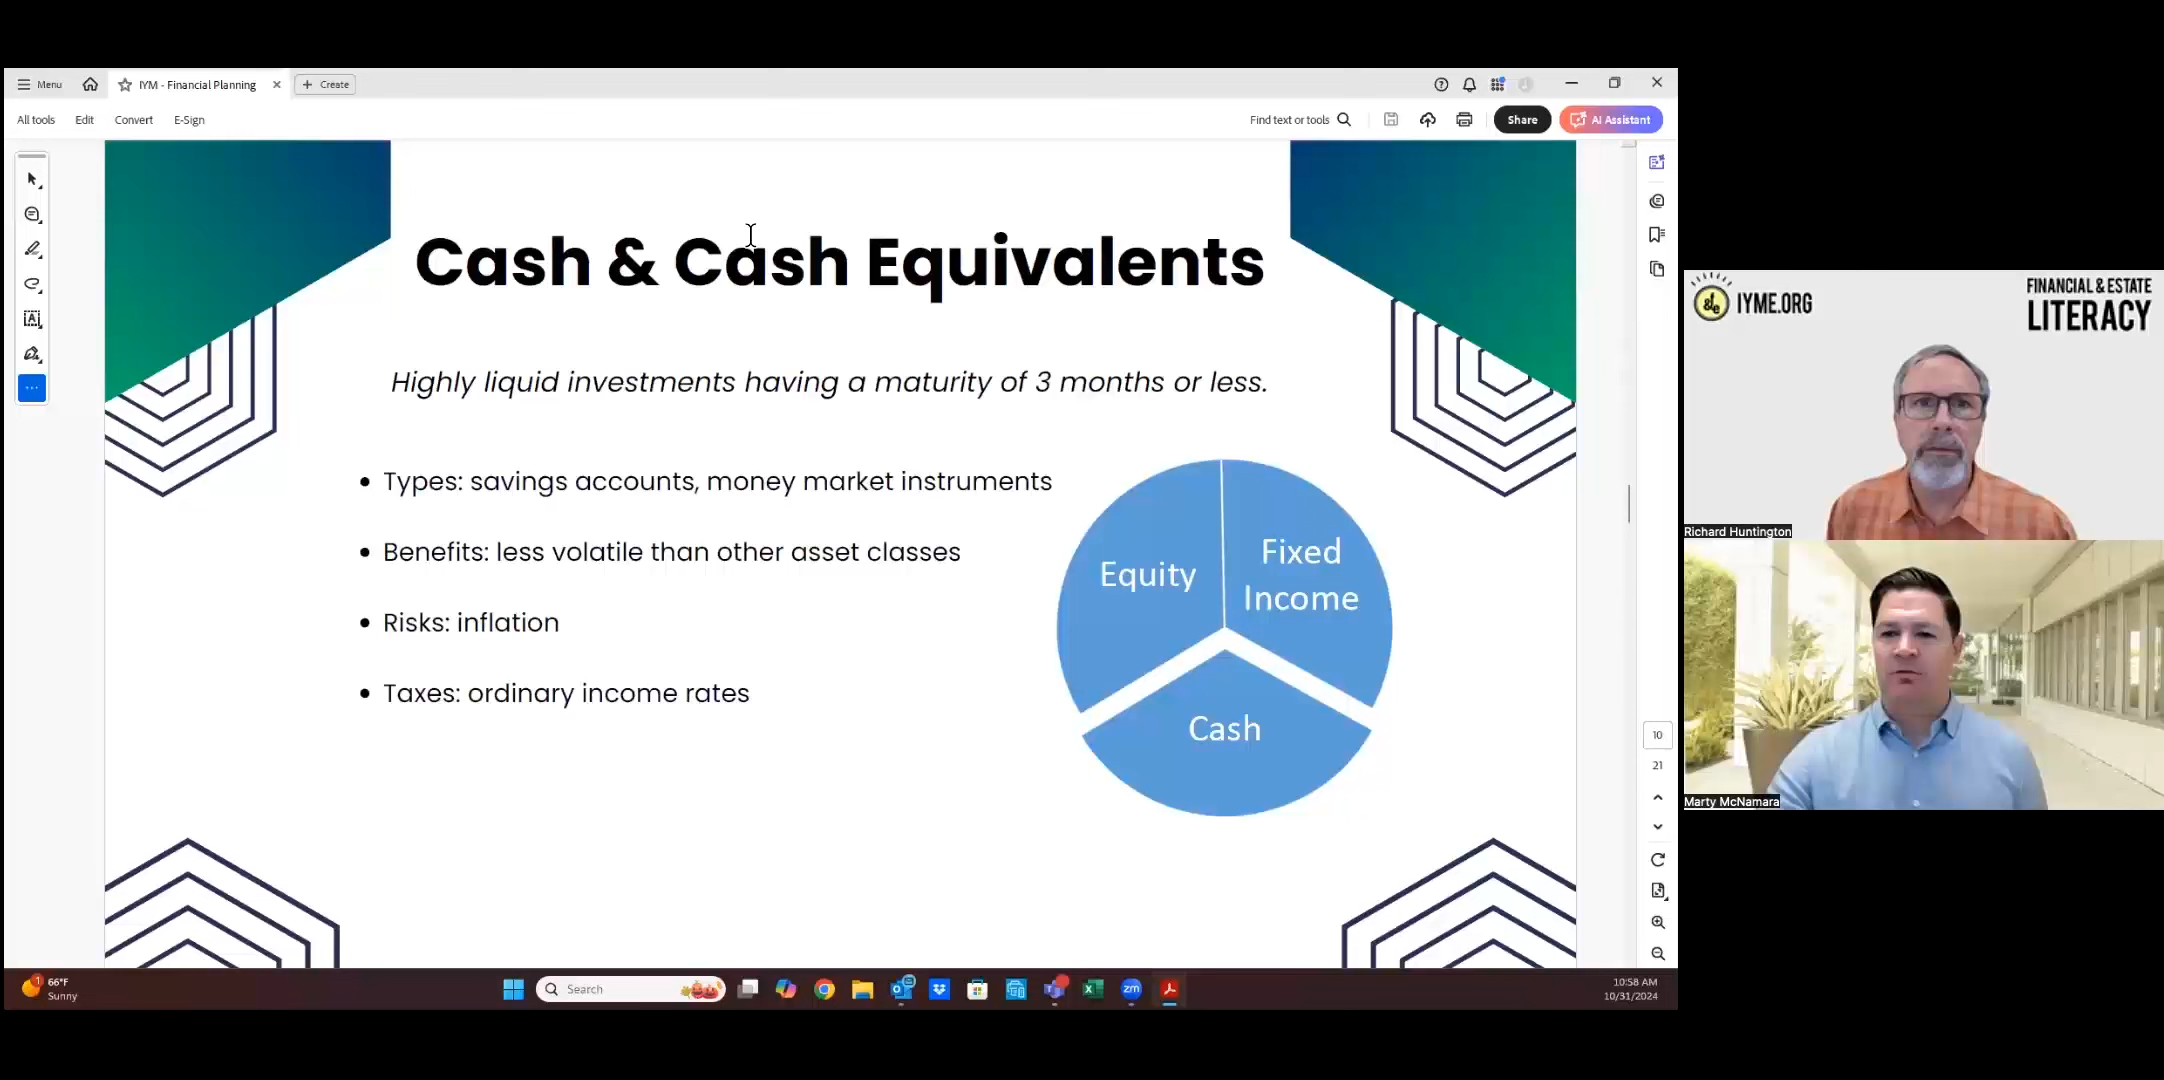 Menu
IYM - Financial Planning
Create
All tools
Edit
Convert
E-Sign
Find text or tools
Share
AI Assistant
Cash & Cash Equivalents
Highly liquid investments having a maturity of 3 months or less.
• Types: savings accounts, money market instruments
• Benefits: less volatile than other asset classes
• Risks: inflation
• Taxes: ordinary income rates
Equity
Fixed
Income
Cash
10
21
IYME.ORG
FINANCIAL & ESTATE
LITERACY
Richard Huntington
Marty McNamara
1
66°F
Sunny
Search
zm
10:58 AM
10/31/2024